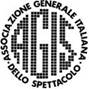 ASSOCIAZIONE GENERALE ITALIANA
DELLO SPETTACOLO
AGIS